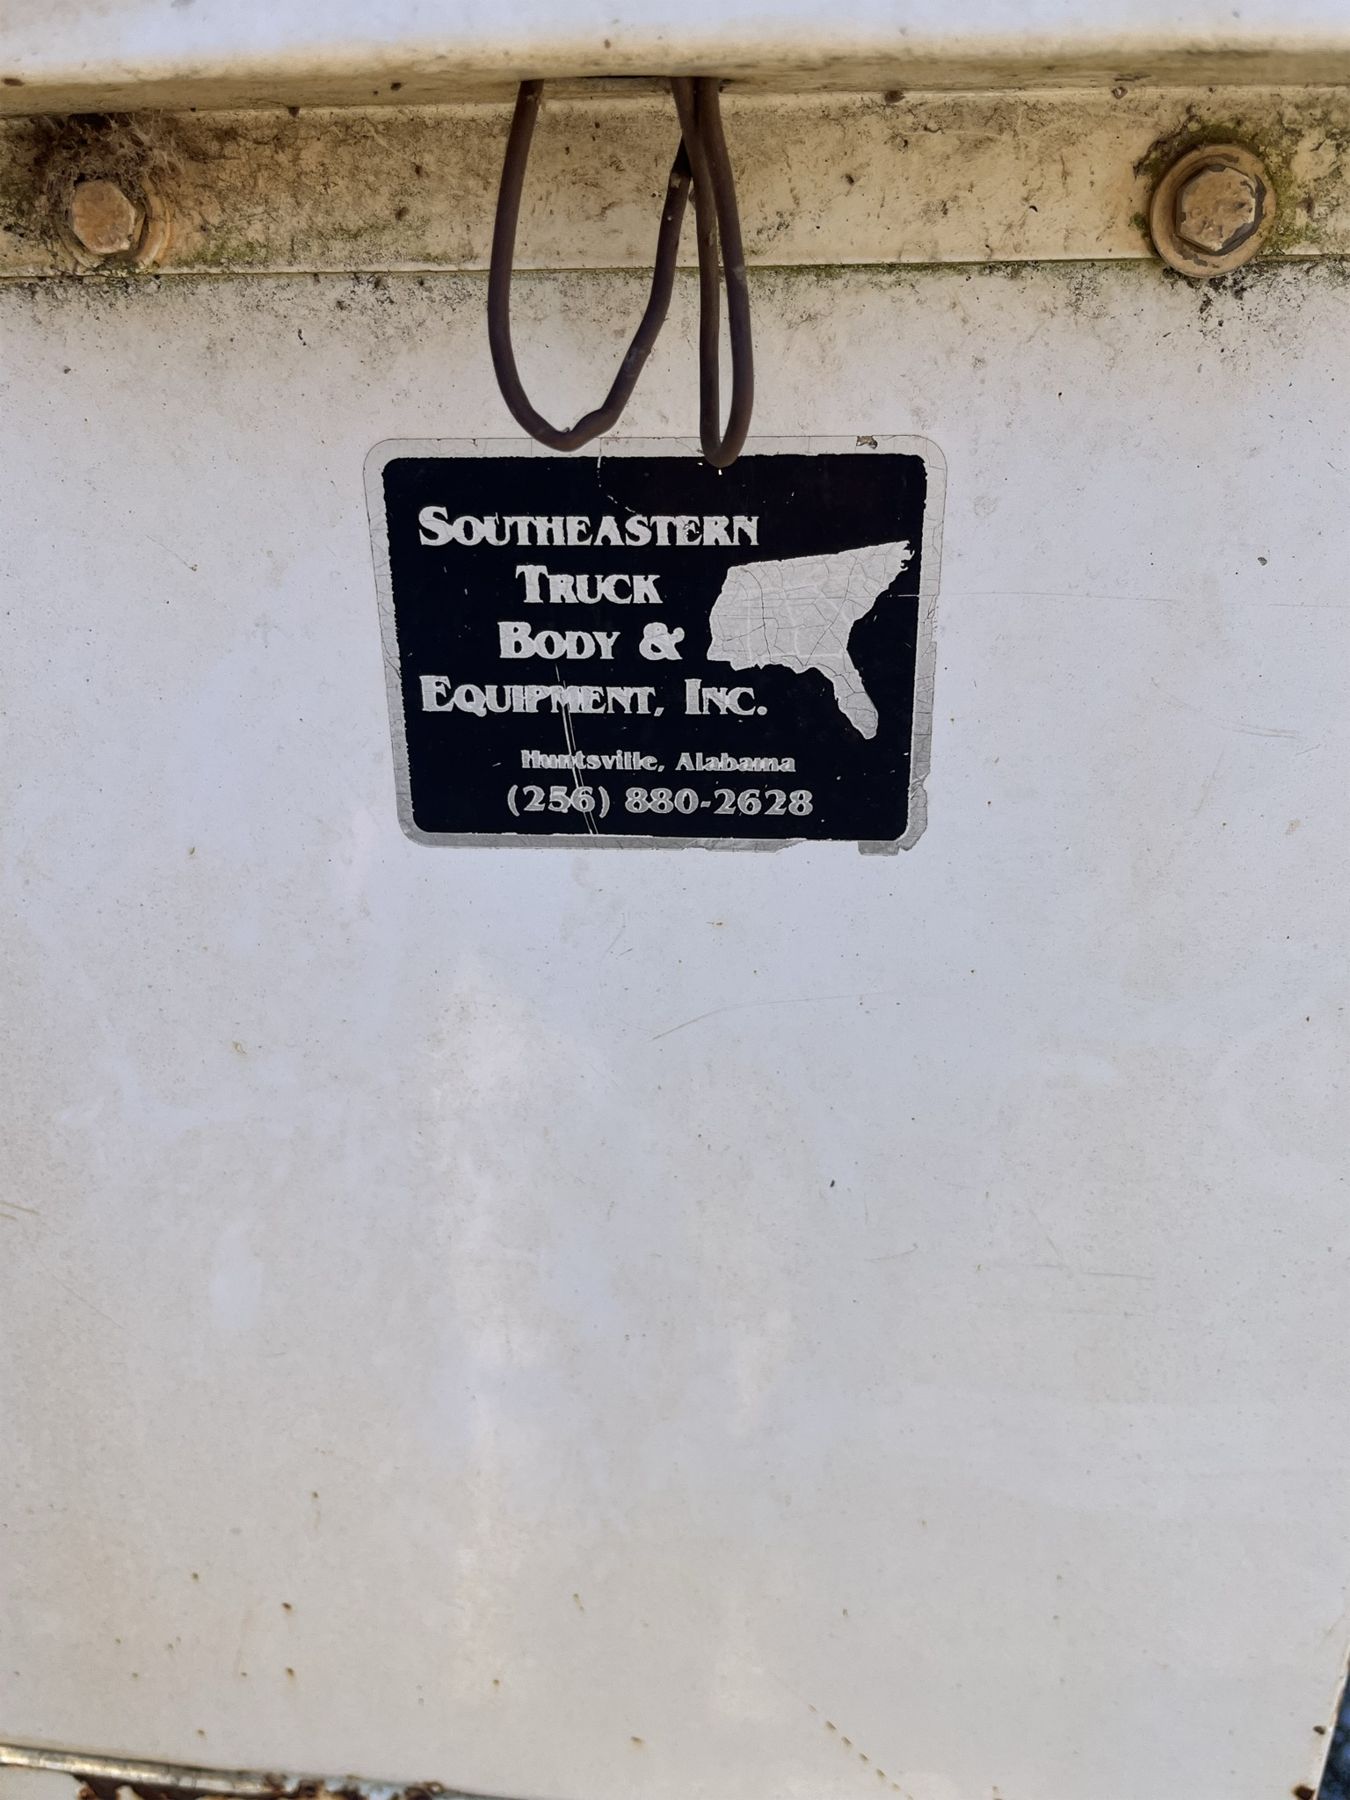 SOUTHEASTERN
TRUCK
BODY &
EQUIPMENT, INC.
Huntsville, Alabama
(256) 880-2628